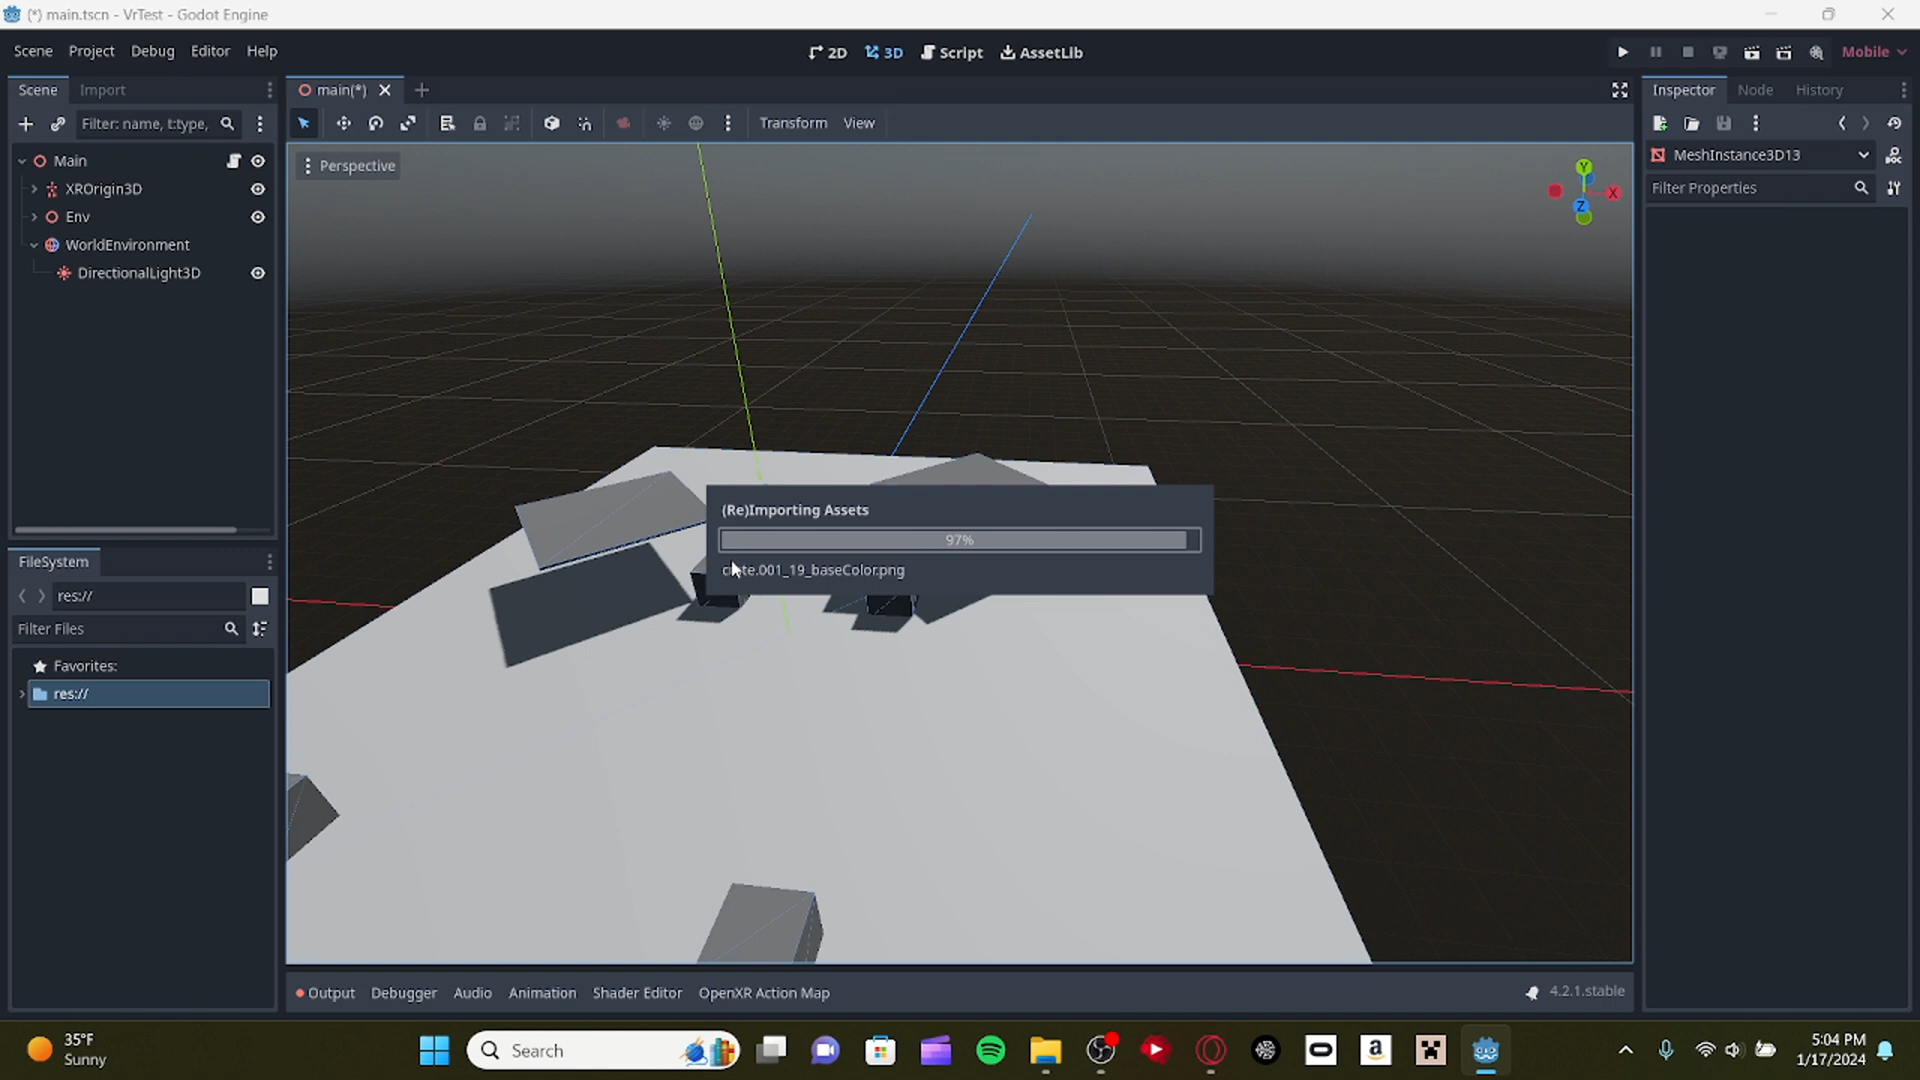 (*) main.tscn - VrTest - Godot Engine
Scene Project Debug Editor Help
2D 3D Script AssetLib
Mobile
Scene Import
main(*)
Inspector Node History
Filter: name, t:type,
Transform View
Main
XROrigin3D
Env
WorldEnvironment
DirectionalLight3D
Perspective
Y
X
Z
MeshInstance3D13
Filter Properties
(Re)Importing Assets
97%
crate.001_19_baseColor.png
FileSystem
res://
Filter Files
Favorites:
res://
Output Debugger Audio Animation Shader Editor OpenXR Action Map
4.2.1.stable
35°F
Sunny
Search
5:04 PM
1/17/2024